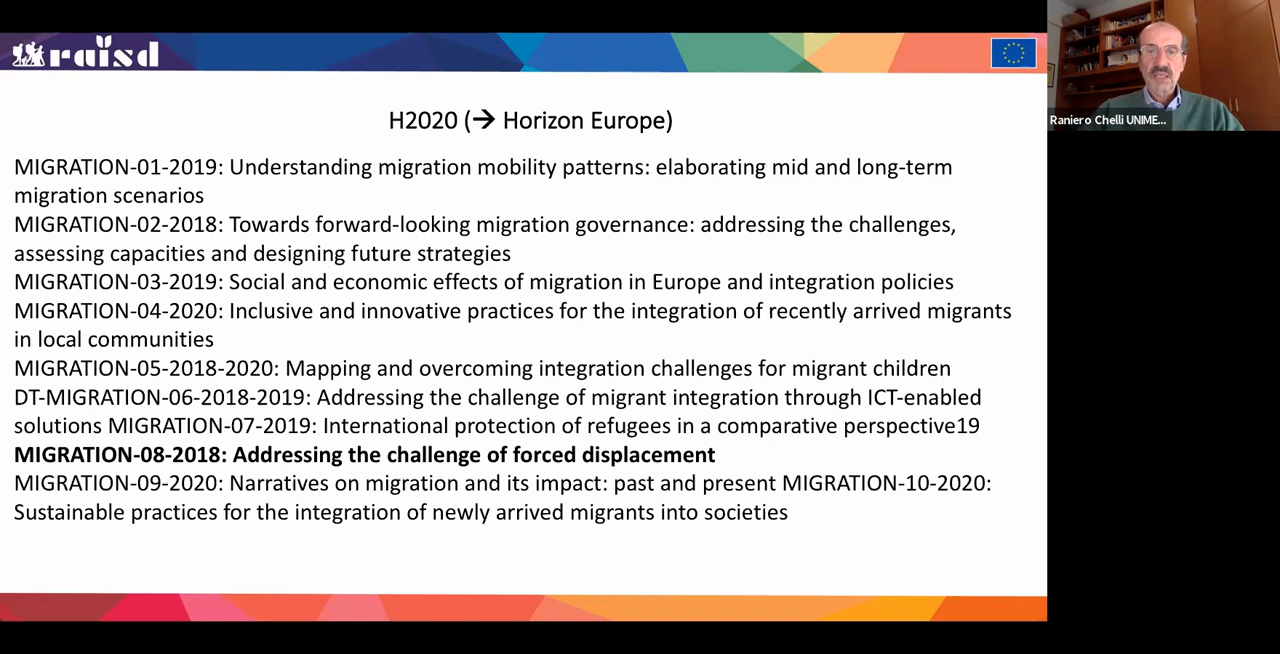 raisd
H2020 (→ Horizon Europe)
MIGRATION-01-2019: Understanding migration mobility patterns: elaborating mid and long-term
migration scenarios
MIGRATION-02-2018: Towards forward-looking migration governance: addressing the challenges,
assessing capacities and designing future strategies
MIGRATION-03-2019: Social and economic effects of migration in Europe and integration policies
MIGRATION-04-2020: Inclusive and innovative practices for the integration of recently arrived migrants
in local communities
MIGRATION-05-2018-2020: Mapping and overcoming integration challenges for migrant children
DT-MIGRATION-06-2018-2019: Addressing the challenge of migrant integration through ICT-enabled
solutions MIGRATION-07-2019: International protection of refugees in a comparative perspective19
MIGRATION-08-2018: Addressing the challenge of forced displacement
MIGRATION-09-2020: Narratives on migration and its impact: past and present MIGRATION-10-2020:
Sustainable practices for the integration of newly arrived migrants into societies
Raniero Chelli UNIME...